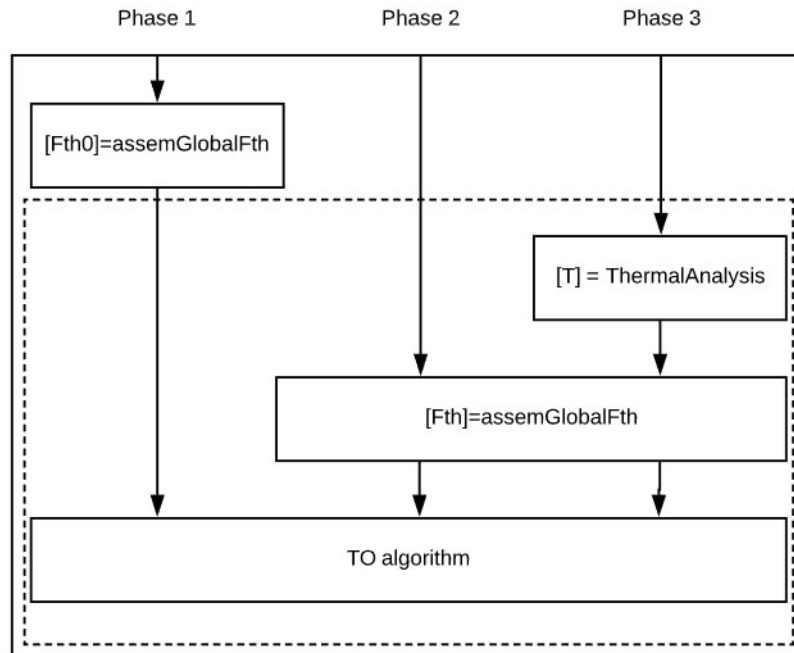 Phase 1
Phase 2
Phase 3
[Fth0]=assemGlobalFth
[T] = ThermalAnalysis
[Fth]=assemGlobalFth
TO algorithm